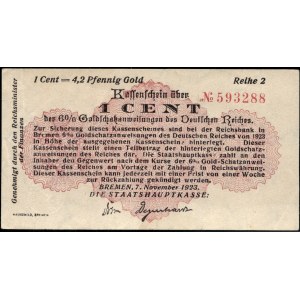 1 Cent = 4,2 Pfennig Gold Reihe 2
Kassenschein über № 593288
1 CENT
der 6% Goldschatzanweisungen des Deutschen Reiches.
Zur Sicherung dieses Kassenscheines sind bei der Reichsbank in
Bremen 6% Goldschatzanweisungen des Deutschen Reiches von 1923
in Höhe der ausgegebenen Kassenscheine hinterlegt. Dieser
Kassenschein stellt einen Teilbetrag der hinterlegten Goldschatz-
anweisungen des Reiches dar. Die Staatshauptkasse zahlt an
den Inhaber den Gegenwert nach dem Werte der 6% Gold-Schatzan-
weisungen des Reiches am Vortage der Zahlung in Reichswährung.
Dieser Kassenschein kann jederzeit mit einer Frist von einer Woche
zur Rückzahlung gekündigt werden.
BREMEN, 7. November 1923.
DIE STAATSHAUPTKASSE:
Genehmigt durch den Reichsminister
der Finanzen